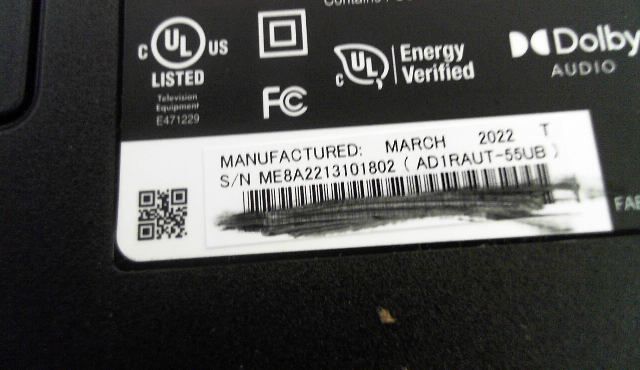 C UL US
LISTED
Television
Equipment
E471229
FC
C UL
Energy
Verified
Dolby
AUDIO
MANUFACTURED: MARCH 2022 T
S/N ME8A2213101802 ( AD1RAUT-55UB )